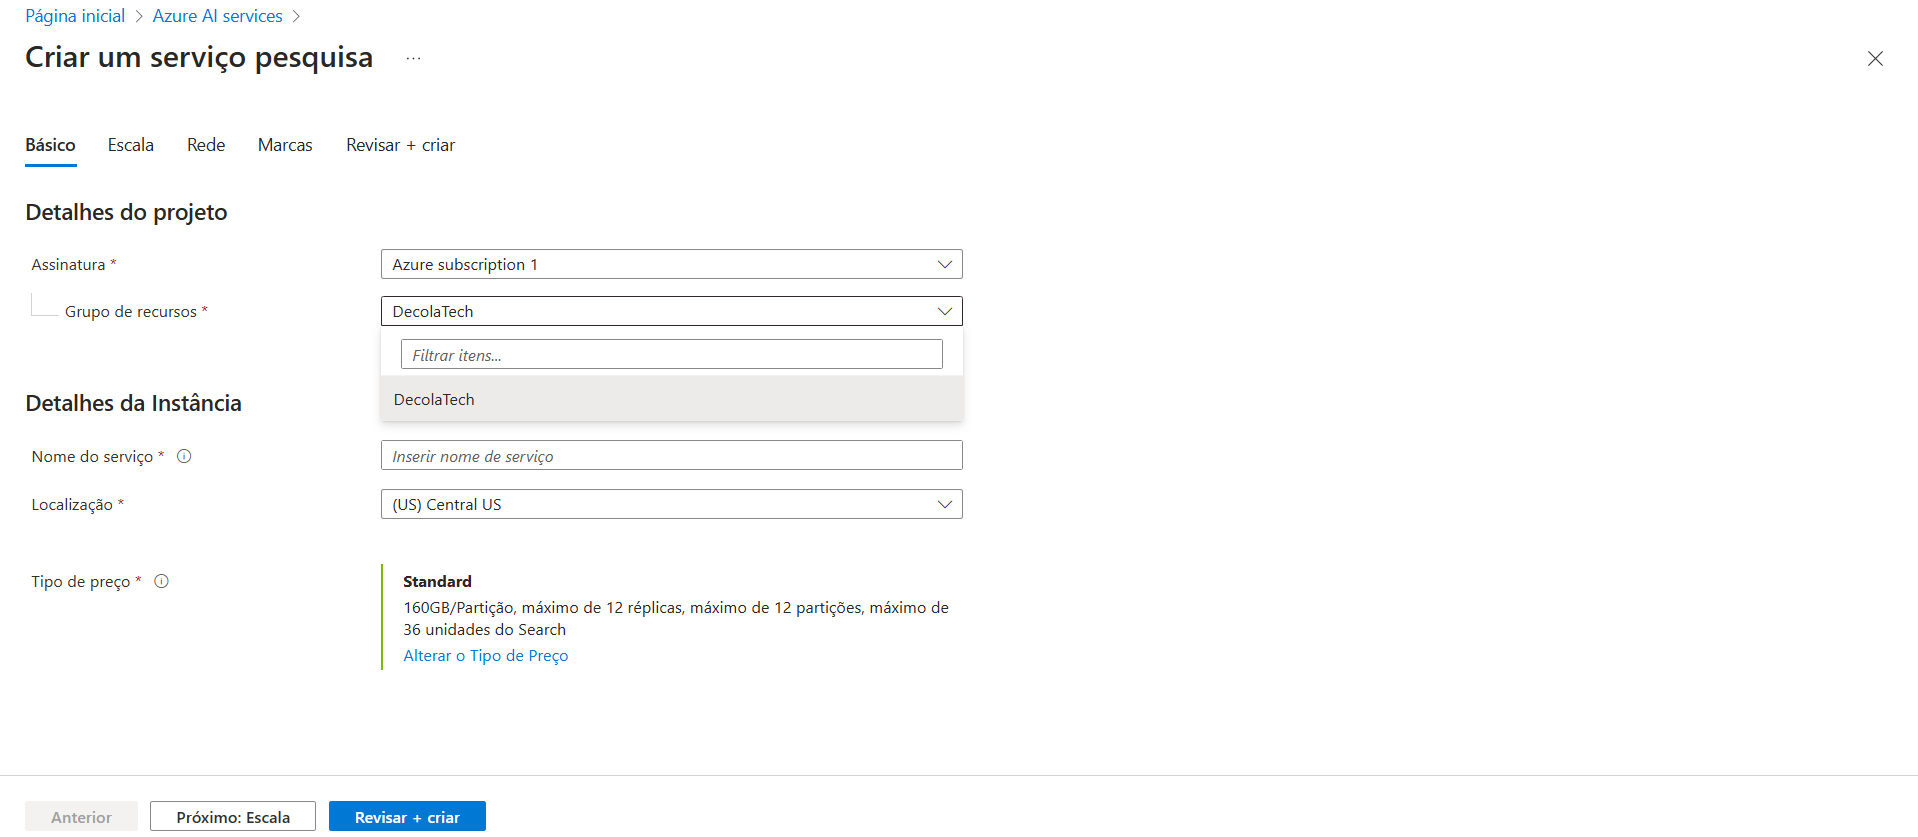 Página inicial > Azure AI services >
Criar um serviço pesquisa ...
Básico Escala Rede Marcas Revisar + criar
Detalhes do projeto
Assinatura * Azure subscription 1
Grupo de recursos * DecolaTech
Filtrar itens...
DecolaTech
Detalhes da Instância
Nome do serviço * Inserir nome de serviço
Localização * (US) Central US
Tipo de preço * Standard
160GB/Partição, máximo de 12 réplicas, máximo de 12 partições, máximo de
36 unidades do Search
Alterar o Tipo de Preço
Anterior Próximo: Escala Revisar + criar